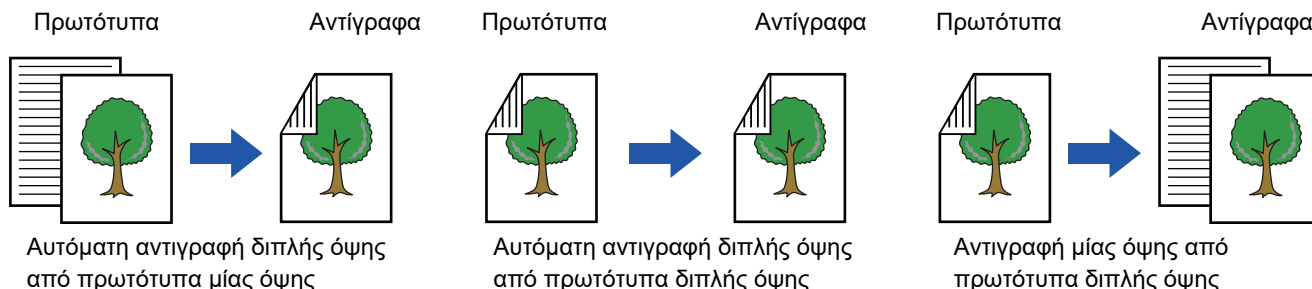 Πρωτότυπα Αντίγραφα Πρωτότυπα Αντίγραφα Πρωτότυπα Αντίγραφα
Αυτόματη αντιγραφή διπλής όψης
από πρωτότυπα μίας όψης
Αυτόματη αντιγραφή διπλής όψης
από πρωτότυπα διπλής όψης
Αντιγραφή μίας όψης από
πρωτότυπα διπλής όψης